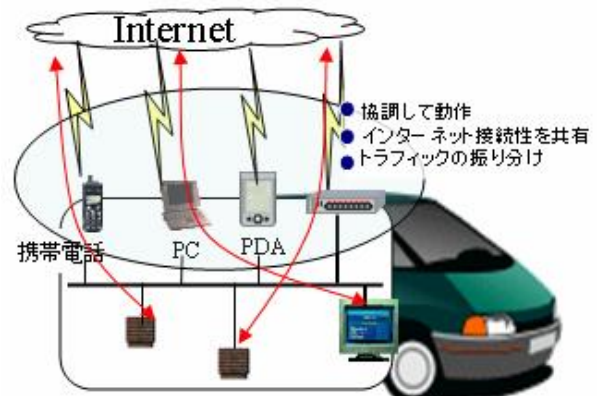 Internet
協調して動作
インターネット接続性を共有
トラフィックの振り分け
携帯電話
PC
PDA